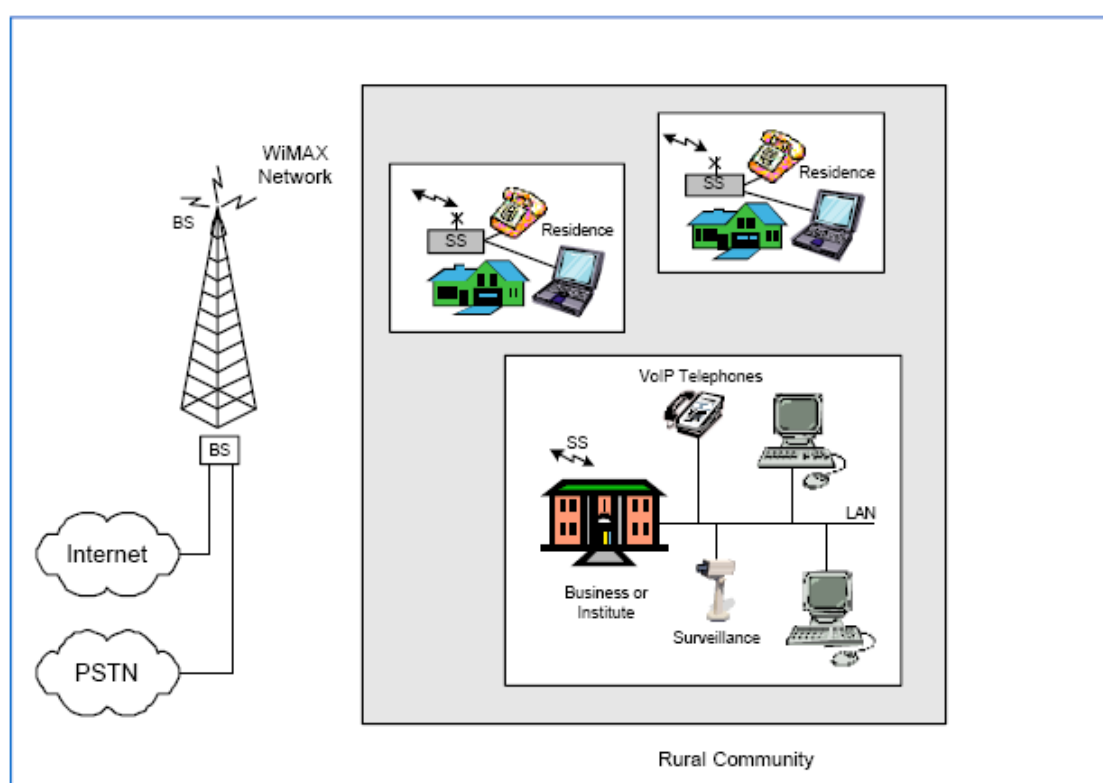 WiMAX
Network
BS
BS
Internet
PSTN
SS
Residence
SS
Residence
VoIP Telephones
SS
LAN
Business or
Institute
Surveillance
Rural Community